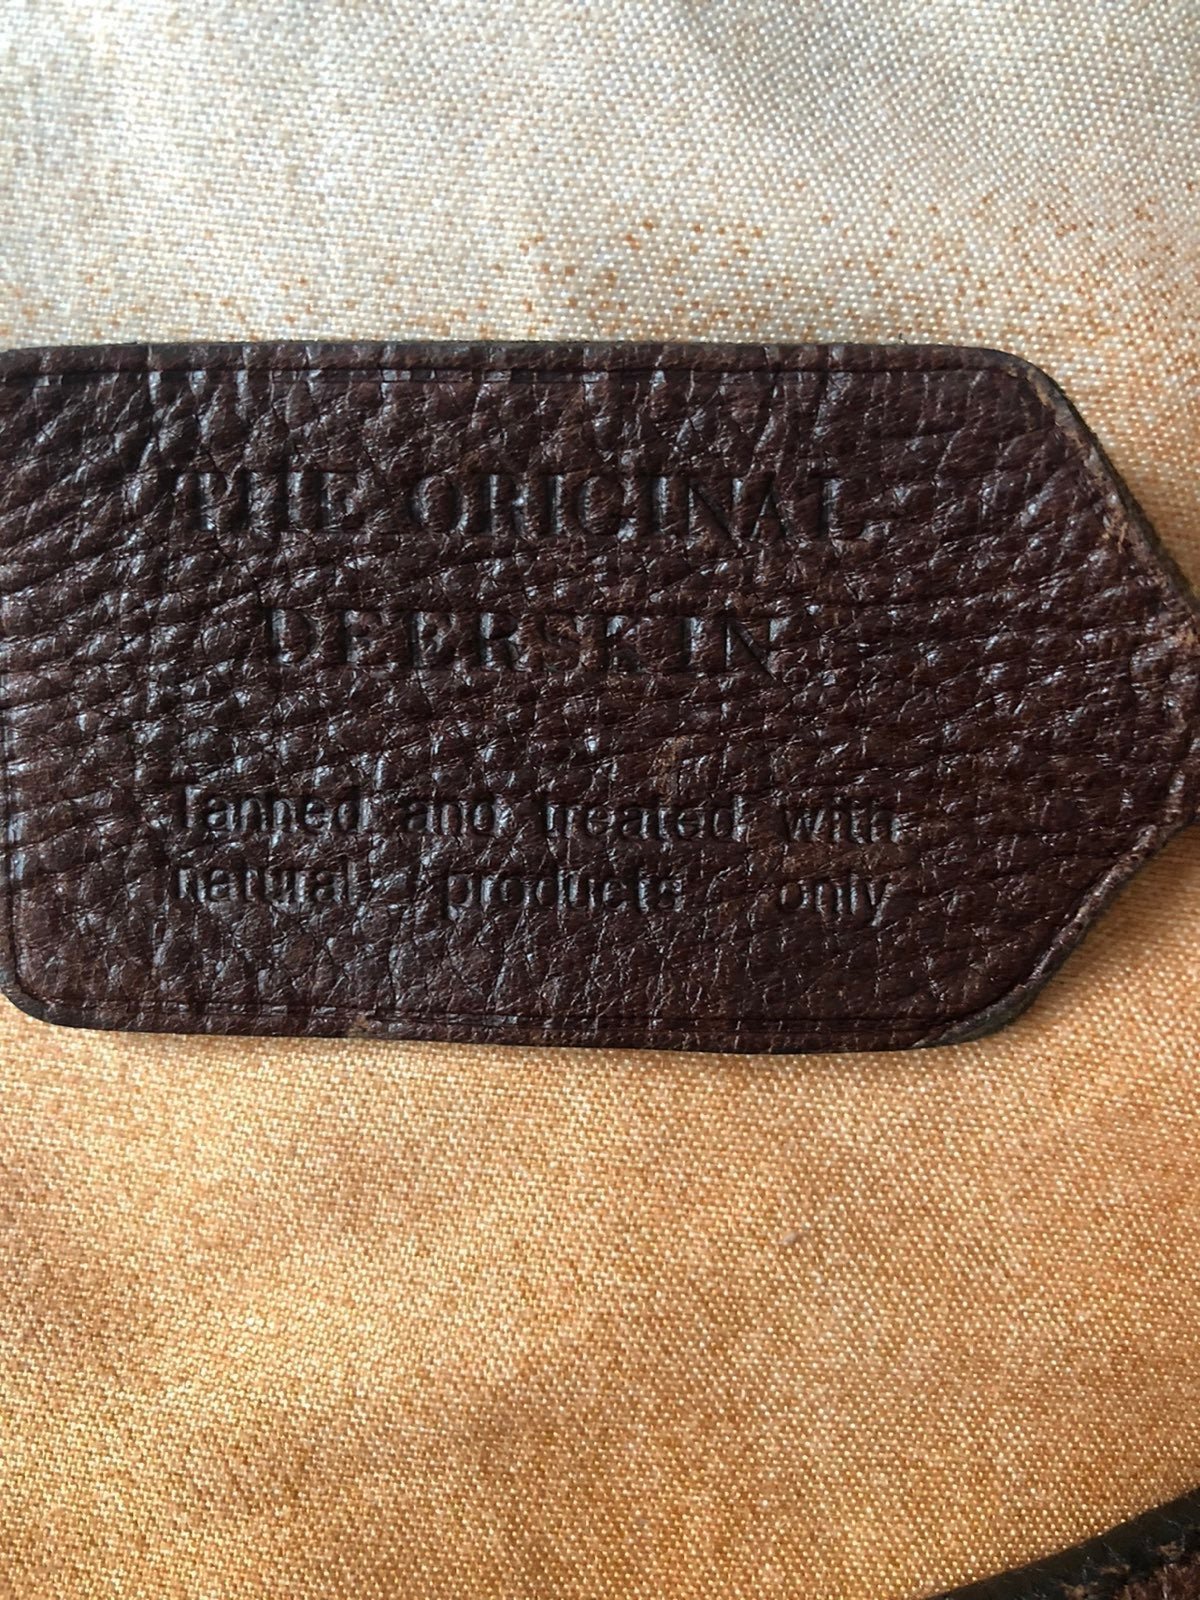 THE ORIGINAL
DEERSKIN
Tanned and treated with
natural products only